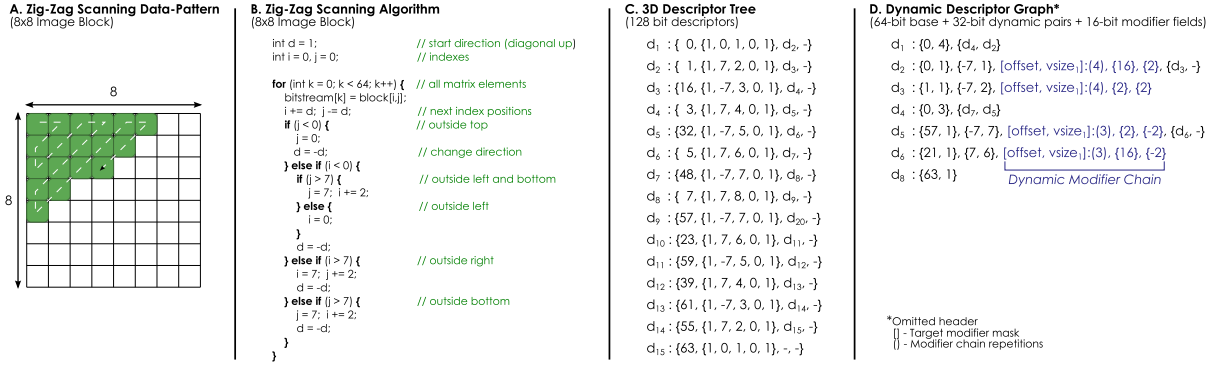 A. Zig-Zag Scanning Data-Pattern
(8x8 Image Block)
8
8
B. Zig-Zag Scanning Algorithm
(8x8 Image Block)
int d = 1; // start direction (diagonal up)
int i = 0, j = 0; // indexes
for (int k = 0; k < 64; k++) { // all matrix elements
bitstream[k] = block[i,j];
i += d; j -= d; // next index positions
if (j < 0) { // outside top
j = 0;
d = -d; // change direction
} else if (i < 0) {
if (j > 7) { // outside left and bottom
j = 7; i += 2;
} else { // outside left
i = 0;
}
d = -d;
} else if (i > 7) { // outside right
i = 7; j += 2;
d = -d;
} else if (j > 7) { // outside bottom
j = 7; i += 2;
d = -d;
}
}
C. 3D Descriptor Tree
(128 bit descriptors)
d1 : { 0, {1, 0, 1, 0, 1}, d2, -}
d2 : { 1, {1, 7, 2, 0, 1}, d3, -}
d3 : {16, {1, -7, 3, 0, 1}, d4, -}
d4 : { 3, {1, 7, 4, 0, 1}, d5, -}
d5 : {32, {1, -7, 5, 0, 1}, d6, -}
d6 : { 5, {1, 7, 6, 0, 1}, d7, -}
d7 : {48, {1, -7, 7, 0, 1}, d8, -}
d8 : { 7, {1, 7, 8, 0, 1}, d9, -}
d9 : {57, {1, -7, 7, 0, 1}, d20, -}
d10 : {23, {1, 7, 6, 0, 1}, d11, -}
d11 : {59, {1, -7, 5, 0, 1}, d12, -}
d12 : {39, {1, 7, 4, 0, 1}, d13, -}
d13 : {61, {1, -7, 3, 0, 1}, d14, -}
d14 : {55, {1, 7, 2, 0, 1}, d15, -}
d15 : {63, {1, 0, 1, 0, 1}, -, -}
D. Dynamic Descriptor Graph*
(64-bit base + 32-bit dynamic pairs + 16-bit modifier fields)
d1 : {0, 4}, {d4, d2}
d2 : {0, 1}, {-7, 1}, [offset, vsize1]:(4), {16}, {2}, {d3, -}
d3 : {1, 1}, {-7, 2}, [offset, vsize1]:(4), {2}, {2}
d4 : {0, 3}, {d7, d5}
d5 : {57, 1}, {-7, 7}, [offset, vsize1]:(3), {2}, {-2}, {d6, -}
d6 : {21, 1}, {7, 6}, [offset, vsize1]:(3), {16}, {-2}
d8 : {63, 1}
Dynamic Modifier Chain
*Omitted header
[] - Target modifier mask
() - Modifier chain repetitions